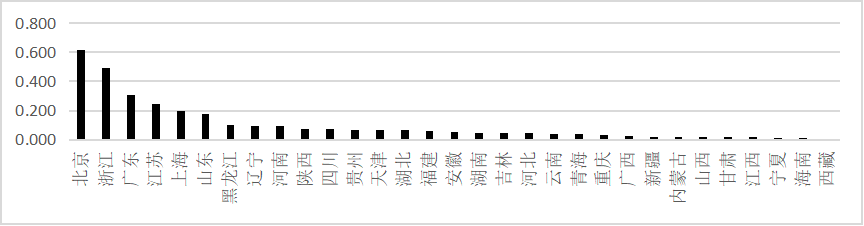 0.800
0.600
0.400
0.200
0.000
北京
浙江
广东
江苏
上海
山东
黑龙江
辽宁
河南
陕西
四川
贵州
天津
湖北
福建
安徽
湖南
吉林
河北
云南
青海
重庆
广西
新疆
内蒙古
山西
甘肃
江西
宁夏
海南
西藏